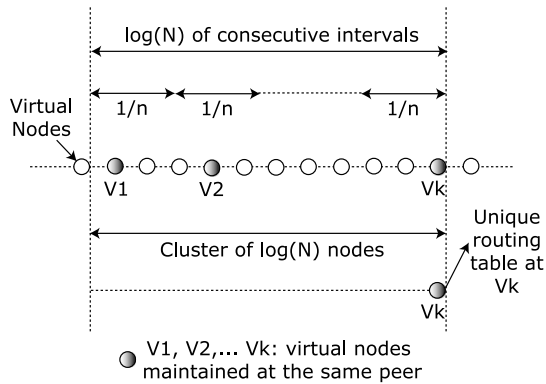 log(N) of consecutive intervals
1/n 1/n 1/n
Virtual
Nodes
V1 V2 Vk
Cluster of log(N) nodes
Unique
routing
table at
Vk
Vk
V1, V2,... Vk: virtual nodes
maintained at the same peer